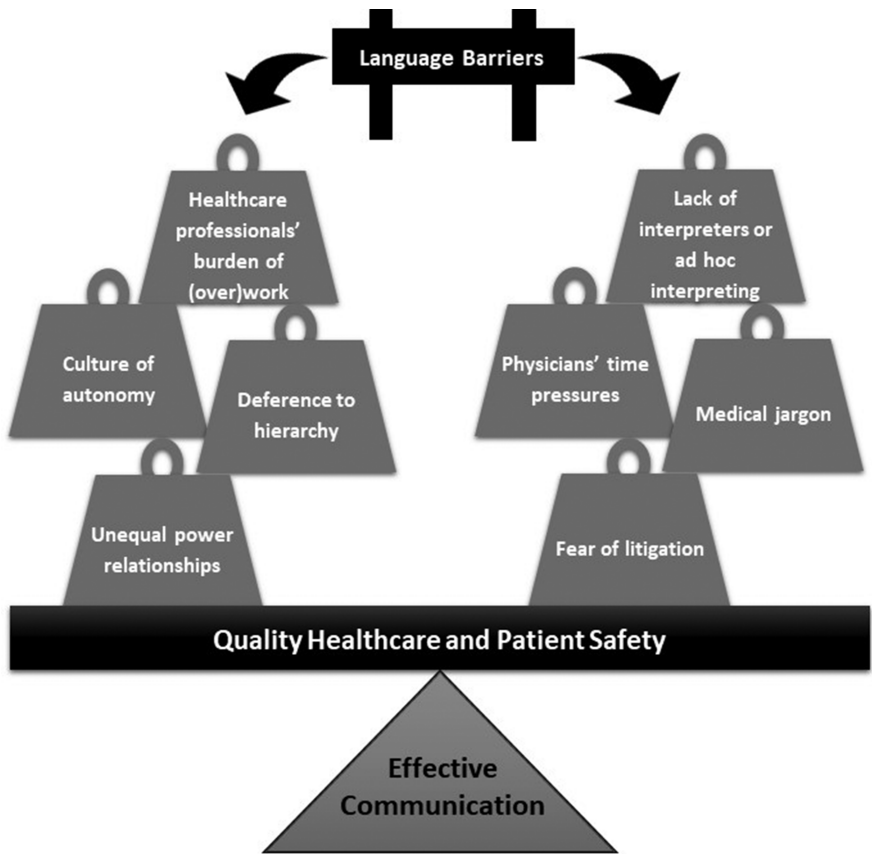 Language Barriers
Healthcare
professionals’
burden of
(over)work
Culture of
autonomy
Deference to
hierarchy
Unequal power
relationships
Lack of
interpreters or
ad hoc
interpreting
Physicians’ time
pressures
Medical jargon
Fear of litigation
Quality Healthcare and Patient Safety
Effective
Communication